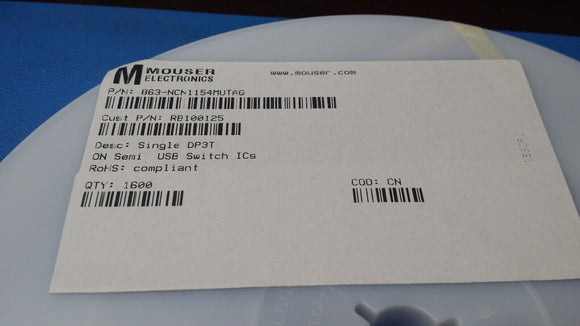 MOUSER
ELECTRONICS
www.mouser.com
P/N: 863-NCN1154MUTAG
Cust P/N: RB100125
Desc: Single DP3T
ON Semi USB Switch ICs
RoHS: compliant
QTY: 1600
COO: CN